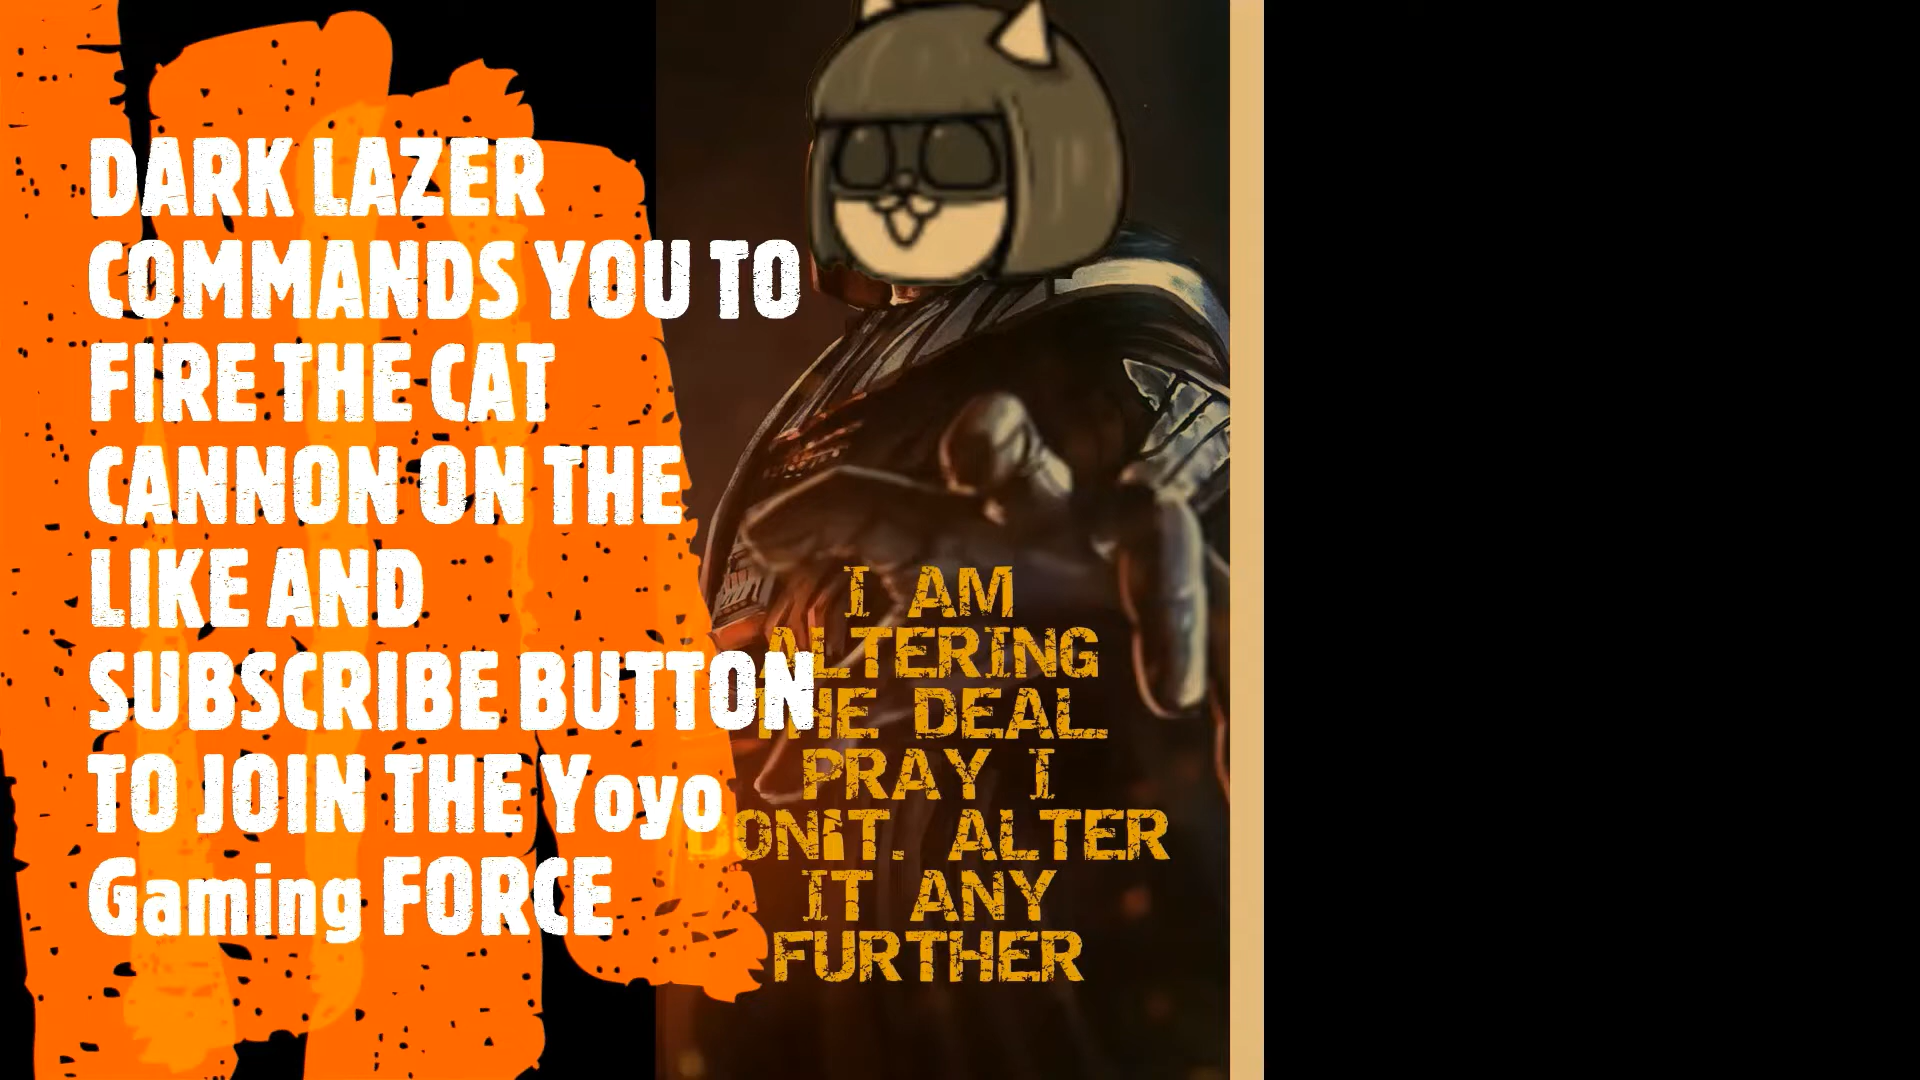 DARK LAZER
COMMANDS YOU TO
FIRE THE CAT
CANNON ON THE
LIKE AND
SUBSCRIBE BUTTON
TO JOIN THE Yoyo
Gaming FORCE
I AM
ALTERING
THE DEAL.
PRAY I
DON'T. ALTER
IT ANY
FURTHER